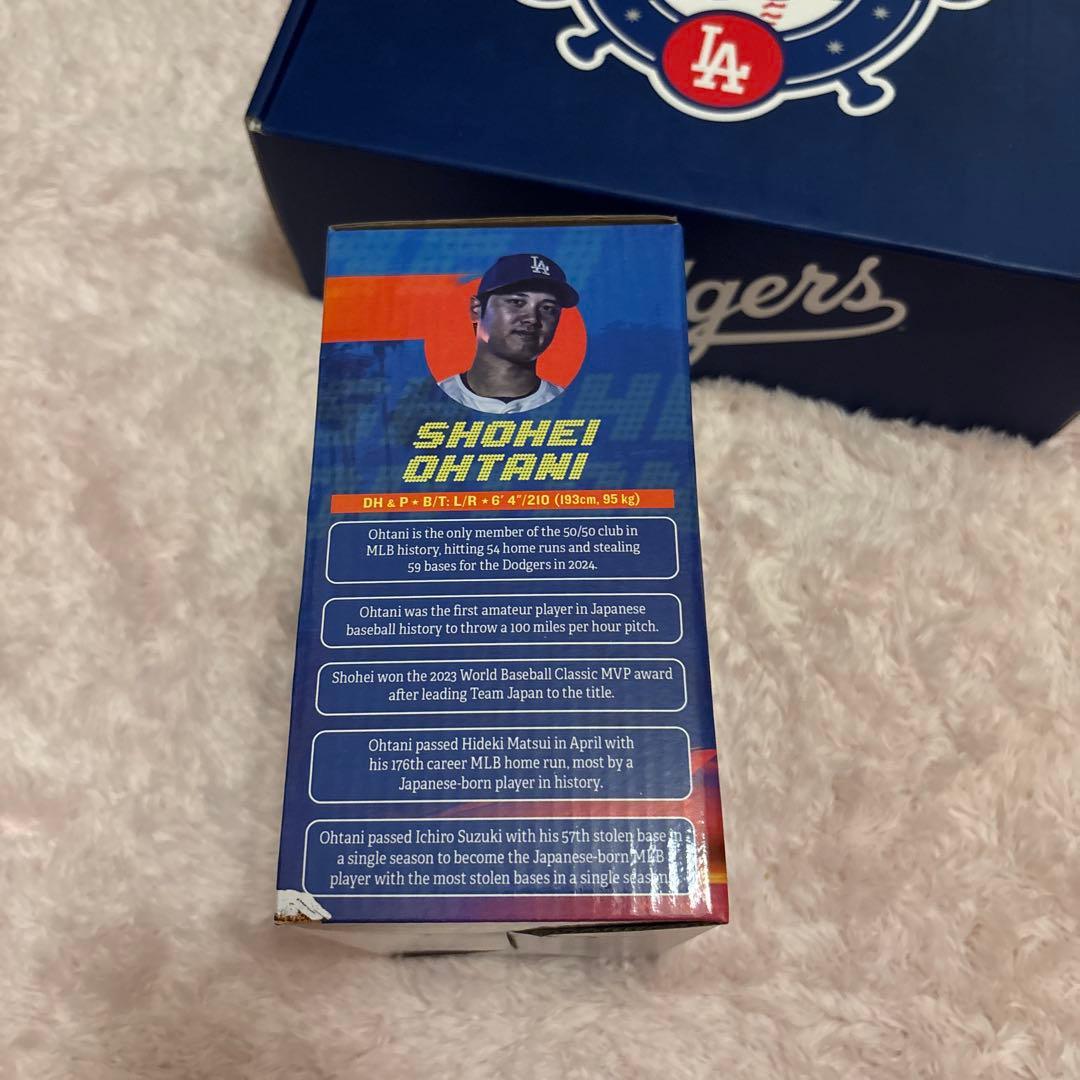 LA
gers
LA
SHOHEI
OHTANI
DH & P ★ B/T: L/R ★ 6' 4"/210 (193cm, 95 kg)
Ohtani is the only member of the 50/50 club in
MLB history, hitting 54 home runs and stealing
59 bases for the Dodgers in 2024.
Ohtani was the first amateur player in Japanese
baseball history to throw a 100 miles per hour pitch.
Shohei won the 2023 World Baseball Classic MVP award
after leading Team Japan to the title.
Ohtani passed Hideki Matsui in April with
his 176th career MLB home run, most by a
Japanese-born player in history.
Ohtani passed Ichiro Suzuki with his 57th stolen base in
a single season to become the Japanese-born MLB
player with the most stolen bases in a single season.